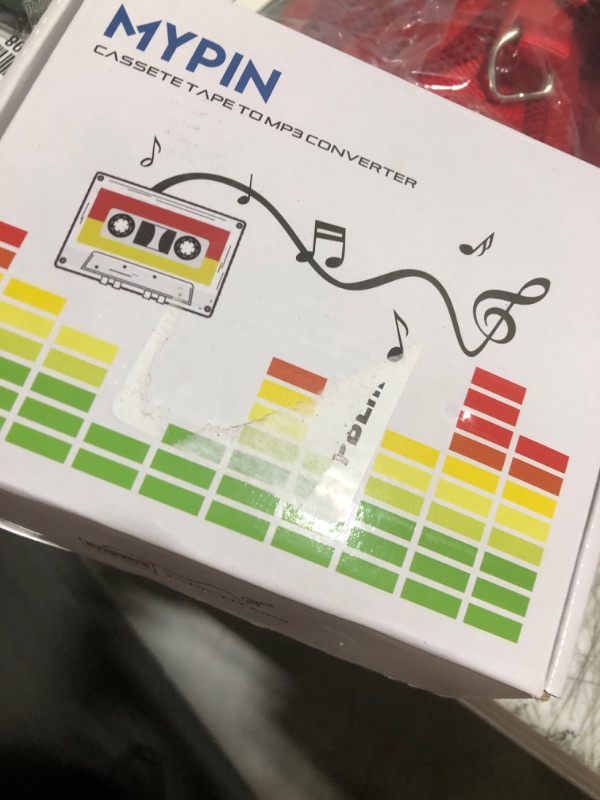 MYPIN
CASSETE TAPE TO MP3 CONVERTER